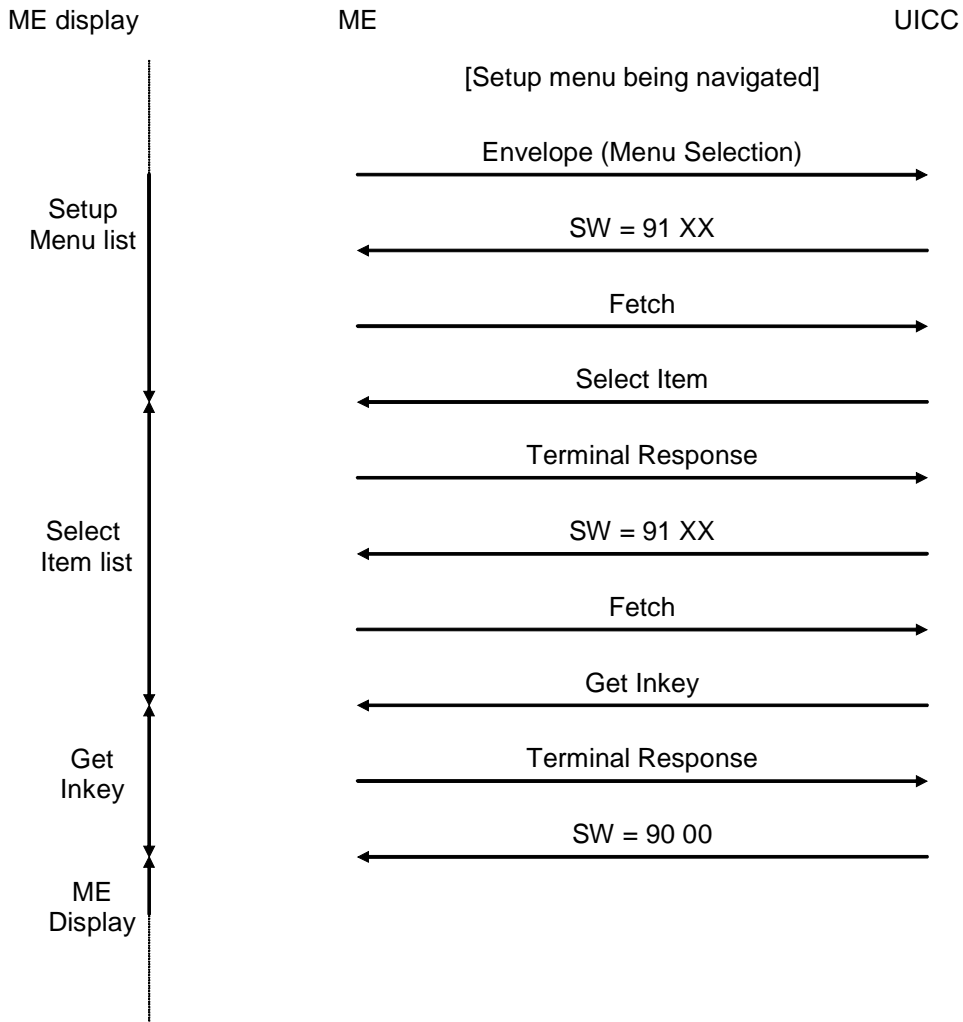 ME display
ME
UICC
[Setup menu being navigated]
Envelope (Menu Selection)
Setup
Menu list
SW = 91 XX
Fetch
Select Item
Terminal Response
Select
Item list
SW = 91 XX
Fetch
Get Inkey
Get
Inkey
Terminal Response
SW = 90 00
ME
Display